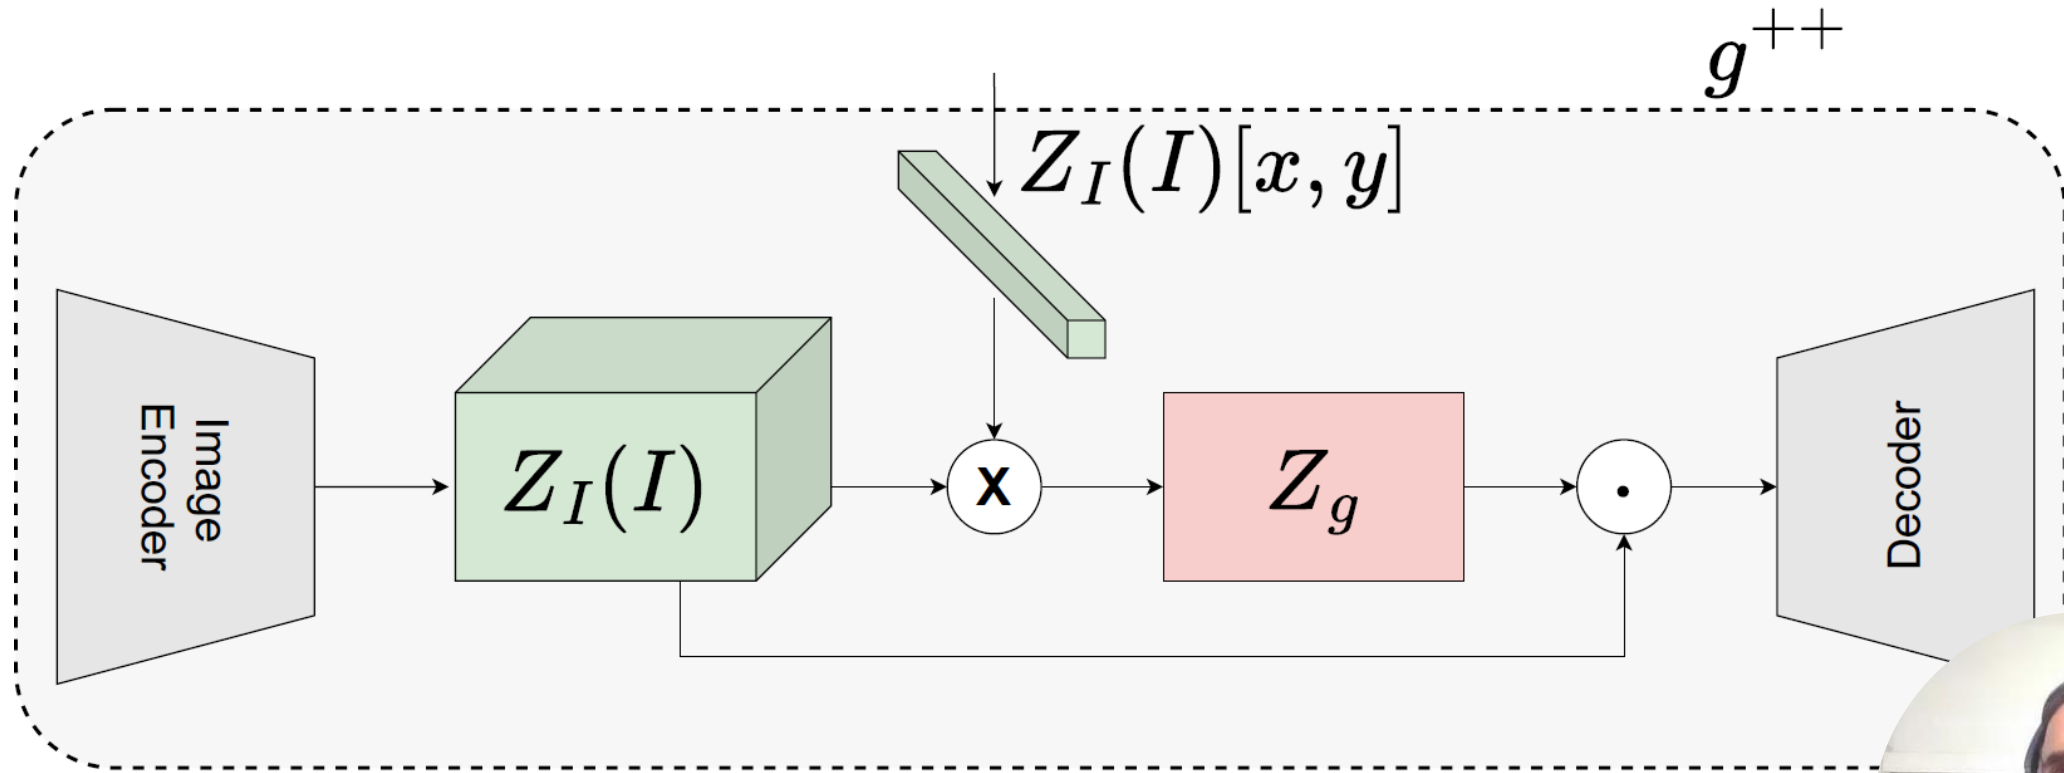 g⁺⁺
Z_I(I)[x, y]
Image
Encoder
Z_I(I)
X
Z_g
·
Decoder